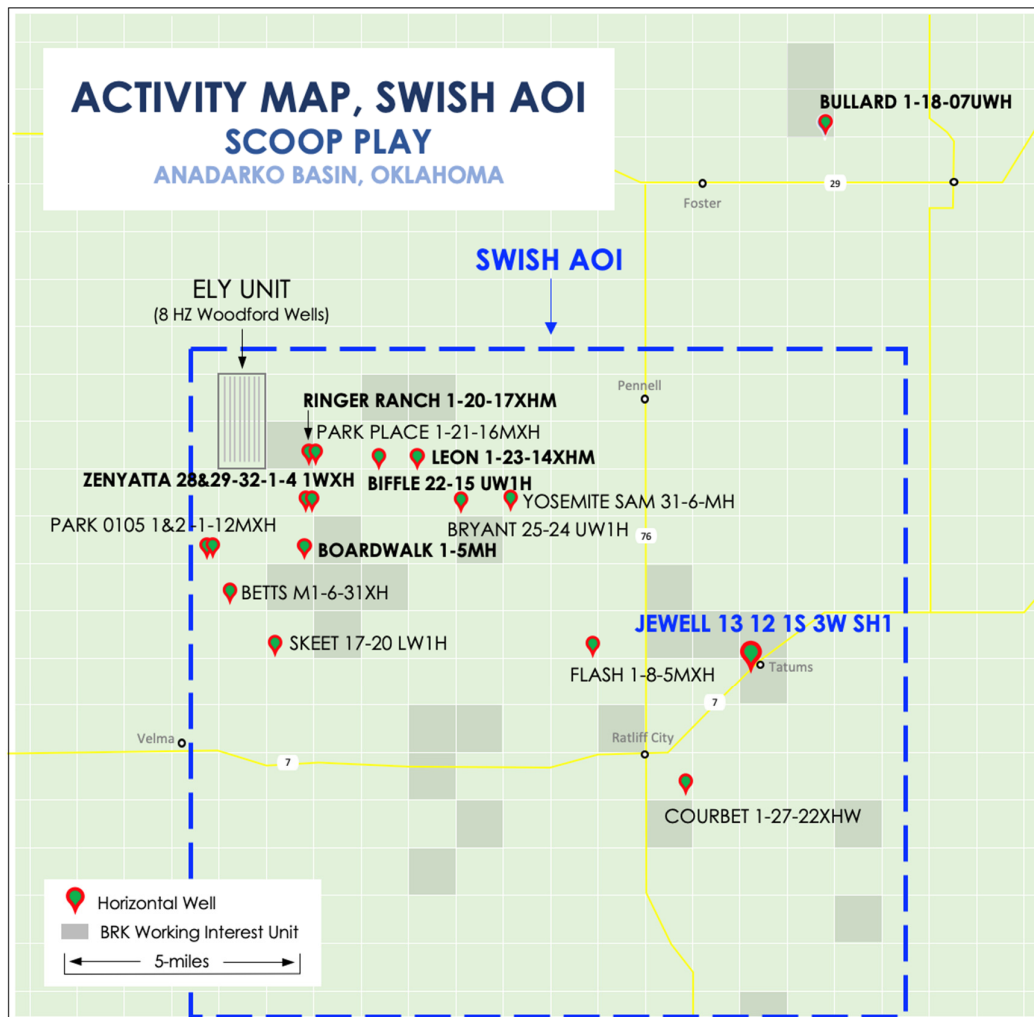 ACTIVITY MAP, SWISH AOI
SCOOP PLAY
ANADARKO BASIN, OKLAHOMA
BULLARD 1-18-07UWH
29
Foster
SWISH AOI
ELY UNIT
(8 HZ Woodford Wells)
Pennell
RINGER RANCH 1-20-17XHM
PARK PLACE 1-21-16MXH
LEON 1-23-14XHM
ZENYATTA 28&29-32-1-4 1WXH
BIFFLE 22-15 UW1H
YOSEMITE SAM 31-6-MH
PARK 0105 1&2 -1-12MXH
BRYANT 25-24 UW1H
76
BOARDWALK 1-5MH
BETTS M1-6-31XH
JEWELL 13 12 1S 3W SH1
SKEET 17-20 LW1H
Tatums
FLASH 1-8-5MXH
7
Velma
Ratliff City
7
COURBET 1-27-22XHW
Horizontal Well
BRK Working Interest Unit
5-miles